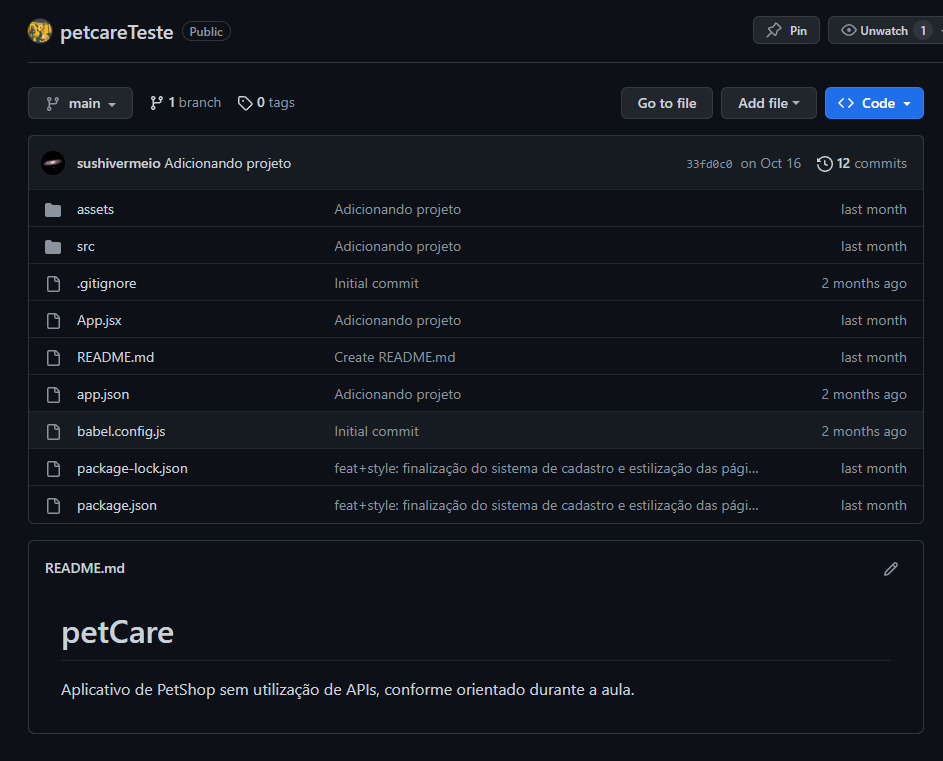 petcareTeste Public Pin Unwatch 1
main 1 branch 0 tags Go to file Add file <> Code
sushivermeio Adicionando projeto 33fd0c0 on Oct 16 12 commits
assets Adicionando projeto last month
src Adicionando projeto last month
.gitignore Initial commit 2 months ago
App.jsx Adicionando projeto last month
README.md Create README.md last month
app.json Adicionando projeto 2 months ago
babel.config.js Initial commit 2 months ago
package-lock.json feat+style: finalização do sistema de cadastro e estilização das pági... last month
package.json feat+style: finalização do sistema de cadastro e estilização das pági... last month
README.md
petCare
Aplicativo de PetShop sem utilização de APIs, conforme orientado durante a aula.